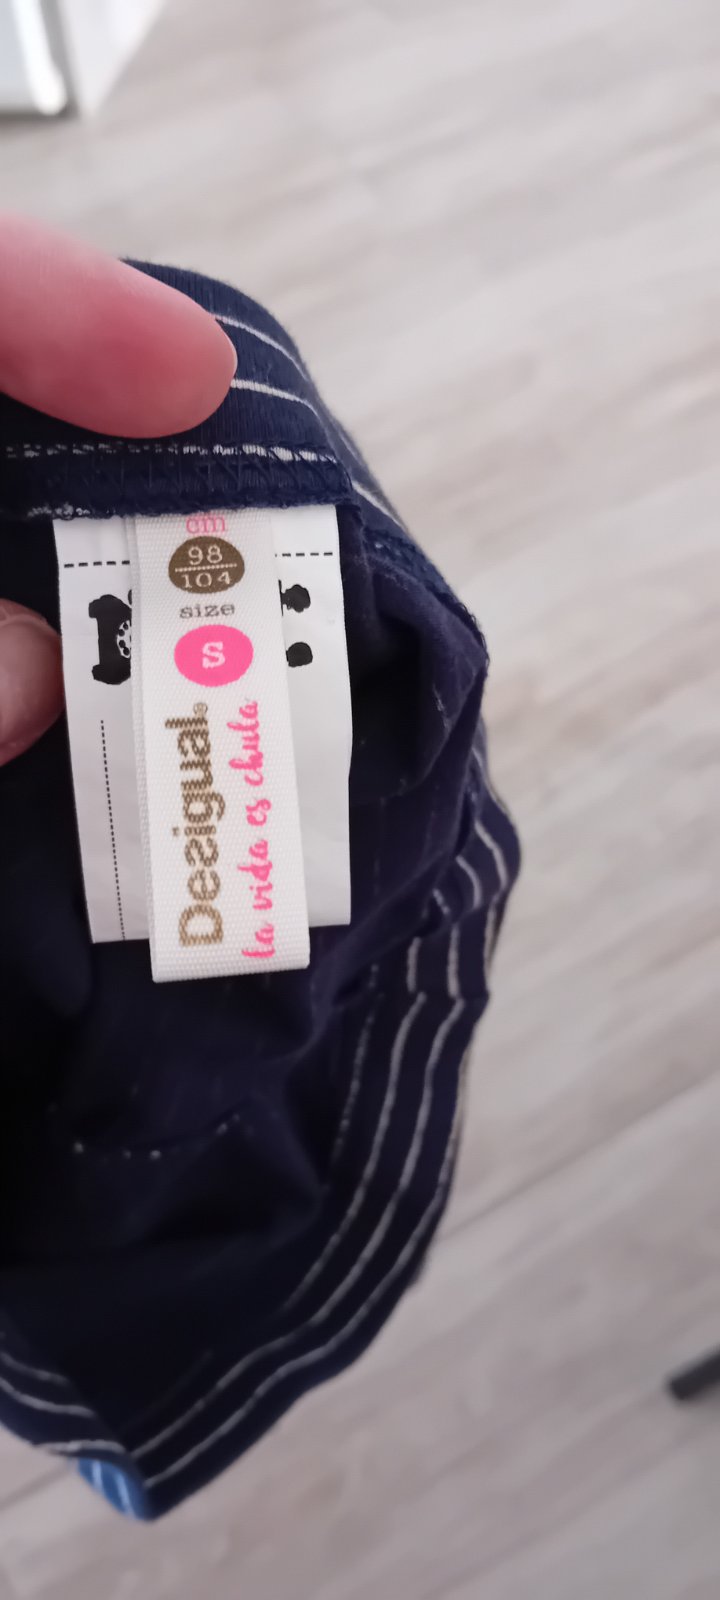 cm
98
104
size
S
Desigual®
la vida es chula